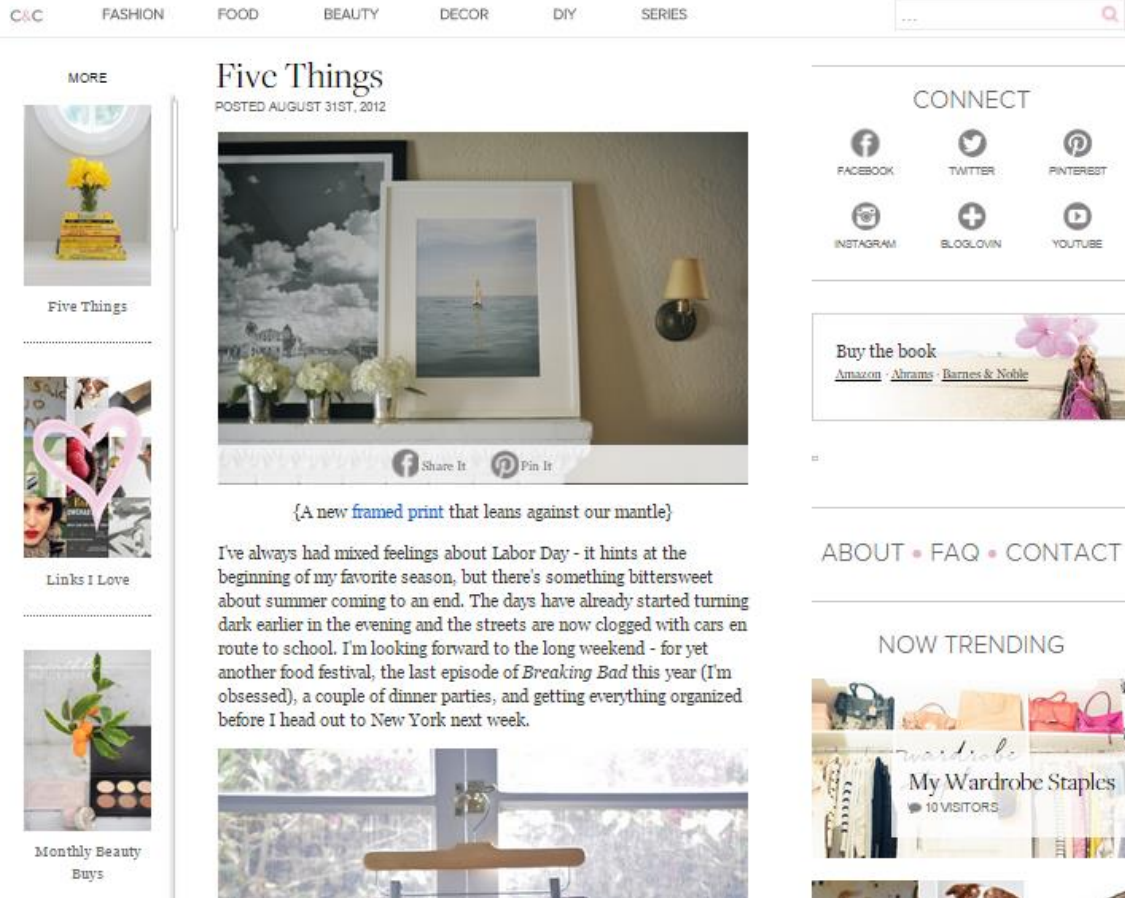 C&C FASHION FOOD BEAUTY DECOR DIY SERIES ...
MORE
Five Things
Links I Love
Monthly Beauty
Buys
Five Things
POSTED AUGUST 31ST, 2012
Share It Pin It
{A new framed print that leans against our mantle}
I've always had mixed feelings about Labor Day - it hints at the
beginning of my favorite season, but there's something bittersweet
about summer coming to an end. The days have already started turning
dark earlier in the evening and the streets are now clogged with cars en
route to school. I'm looking forward to the long weekend - for yet
another food festival, the last episode of Breaking Bad this year (I'm
obsessed), a couple of dinner parties, and getting everything organized
before I head out to New York next week.
CONNECT
FACEBOOK TWITTER PINTEREST
INSTAGRAM BLOGLOVIN YOUTUBE
Buy the book
Amazon · Abrams · Barnes & Noble
ABOUT • FAQ • CONTACT
NOW TRENDING
wardrobe
My Wardrobe Staples
10 VISITORS